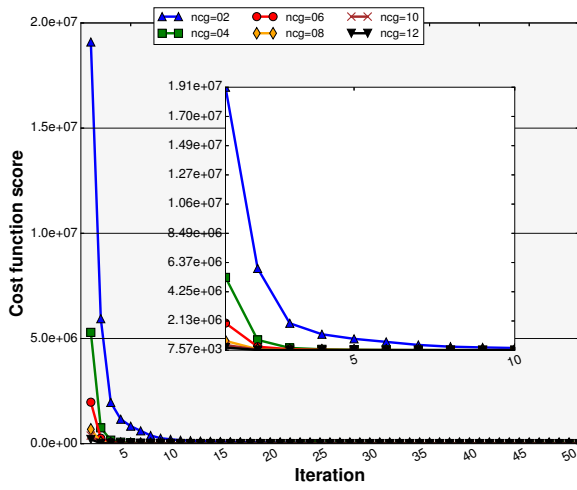 ncg=02 ncg=06 ncg=10
ncg=04 ncg=08 ncg=12
2.0e+07
1.5e+07
1.0e+07
5.0e+06
0.0e+00
Cost function score
1.91e+07
1.70e+07
1.49e+07
1.27e+07
1.06e+07
8.49e+06
6.37e+06
4.25e+06
2.13e+06
7.57e+03
5 10
5 10 15 20 25 30 35 40 45 50
Iteration